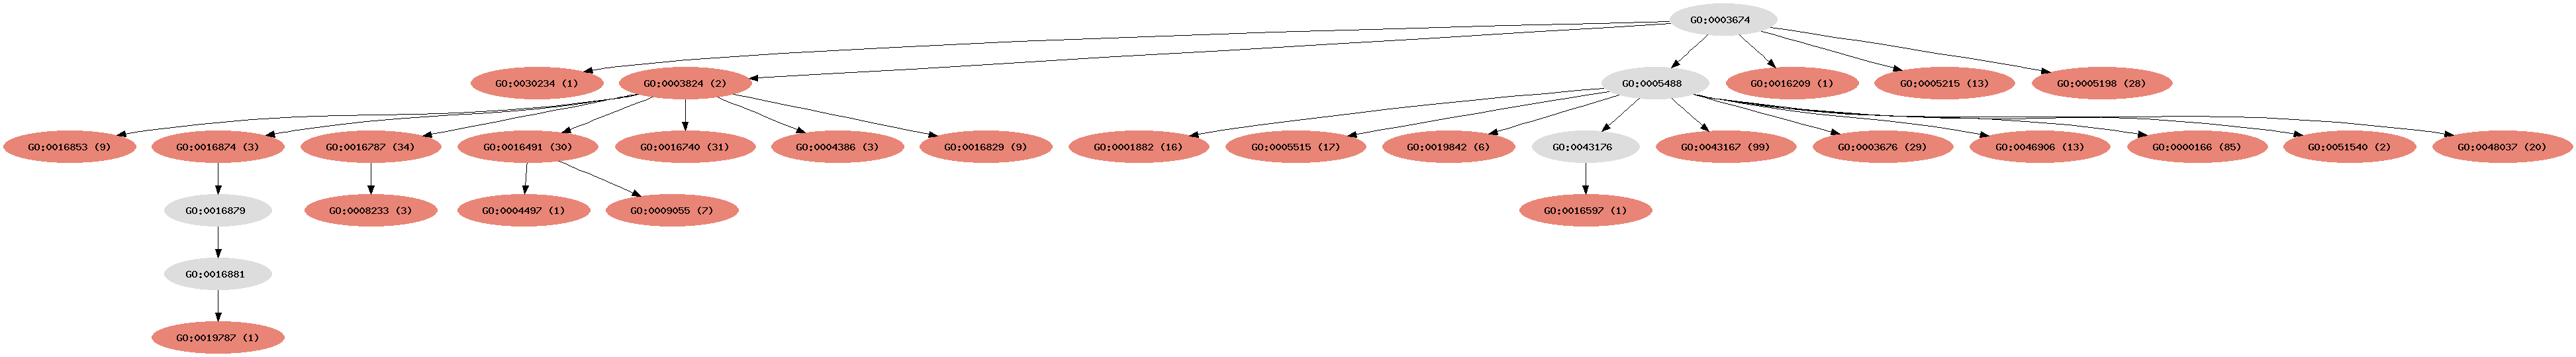 GO:0003674
GO:0030234 (1)
GO:0003824 (2)
GO:0005488
GO:0016209 (1)
GO:0005215 (13)
GO:0005198 (28)
GO:0016853 (9)
GO:0016874 (3)
GO:0016787 (34)
GO:0016491 (30)
GO:0016740 (31)
GO:0004386 (3)
GO:0016829 (9)
GO:0001882 (16)
GO:0005515 (17)
GO:0019842 (6)
GO:0043176
GO:0043167 (99)
GO:0003676 (29)
GO:0046906 (13)
GO:0000166 (85)
GO:0051540 (2)
GO:0048037 (20)
GO:0016879
GO:0008233 (3)
GO:0004497 (1)
GO:0009055 (7)
GO:0016597 (1)
GO:0016881
GO:0019787 (1)